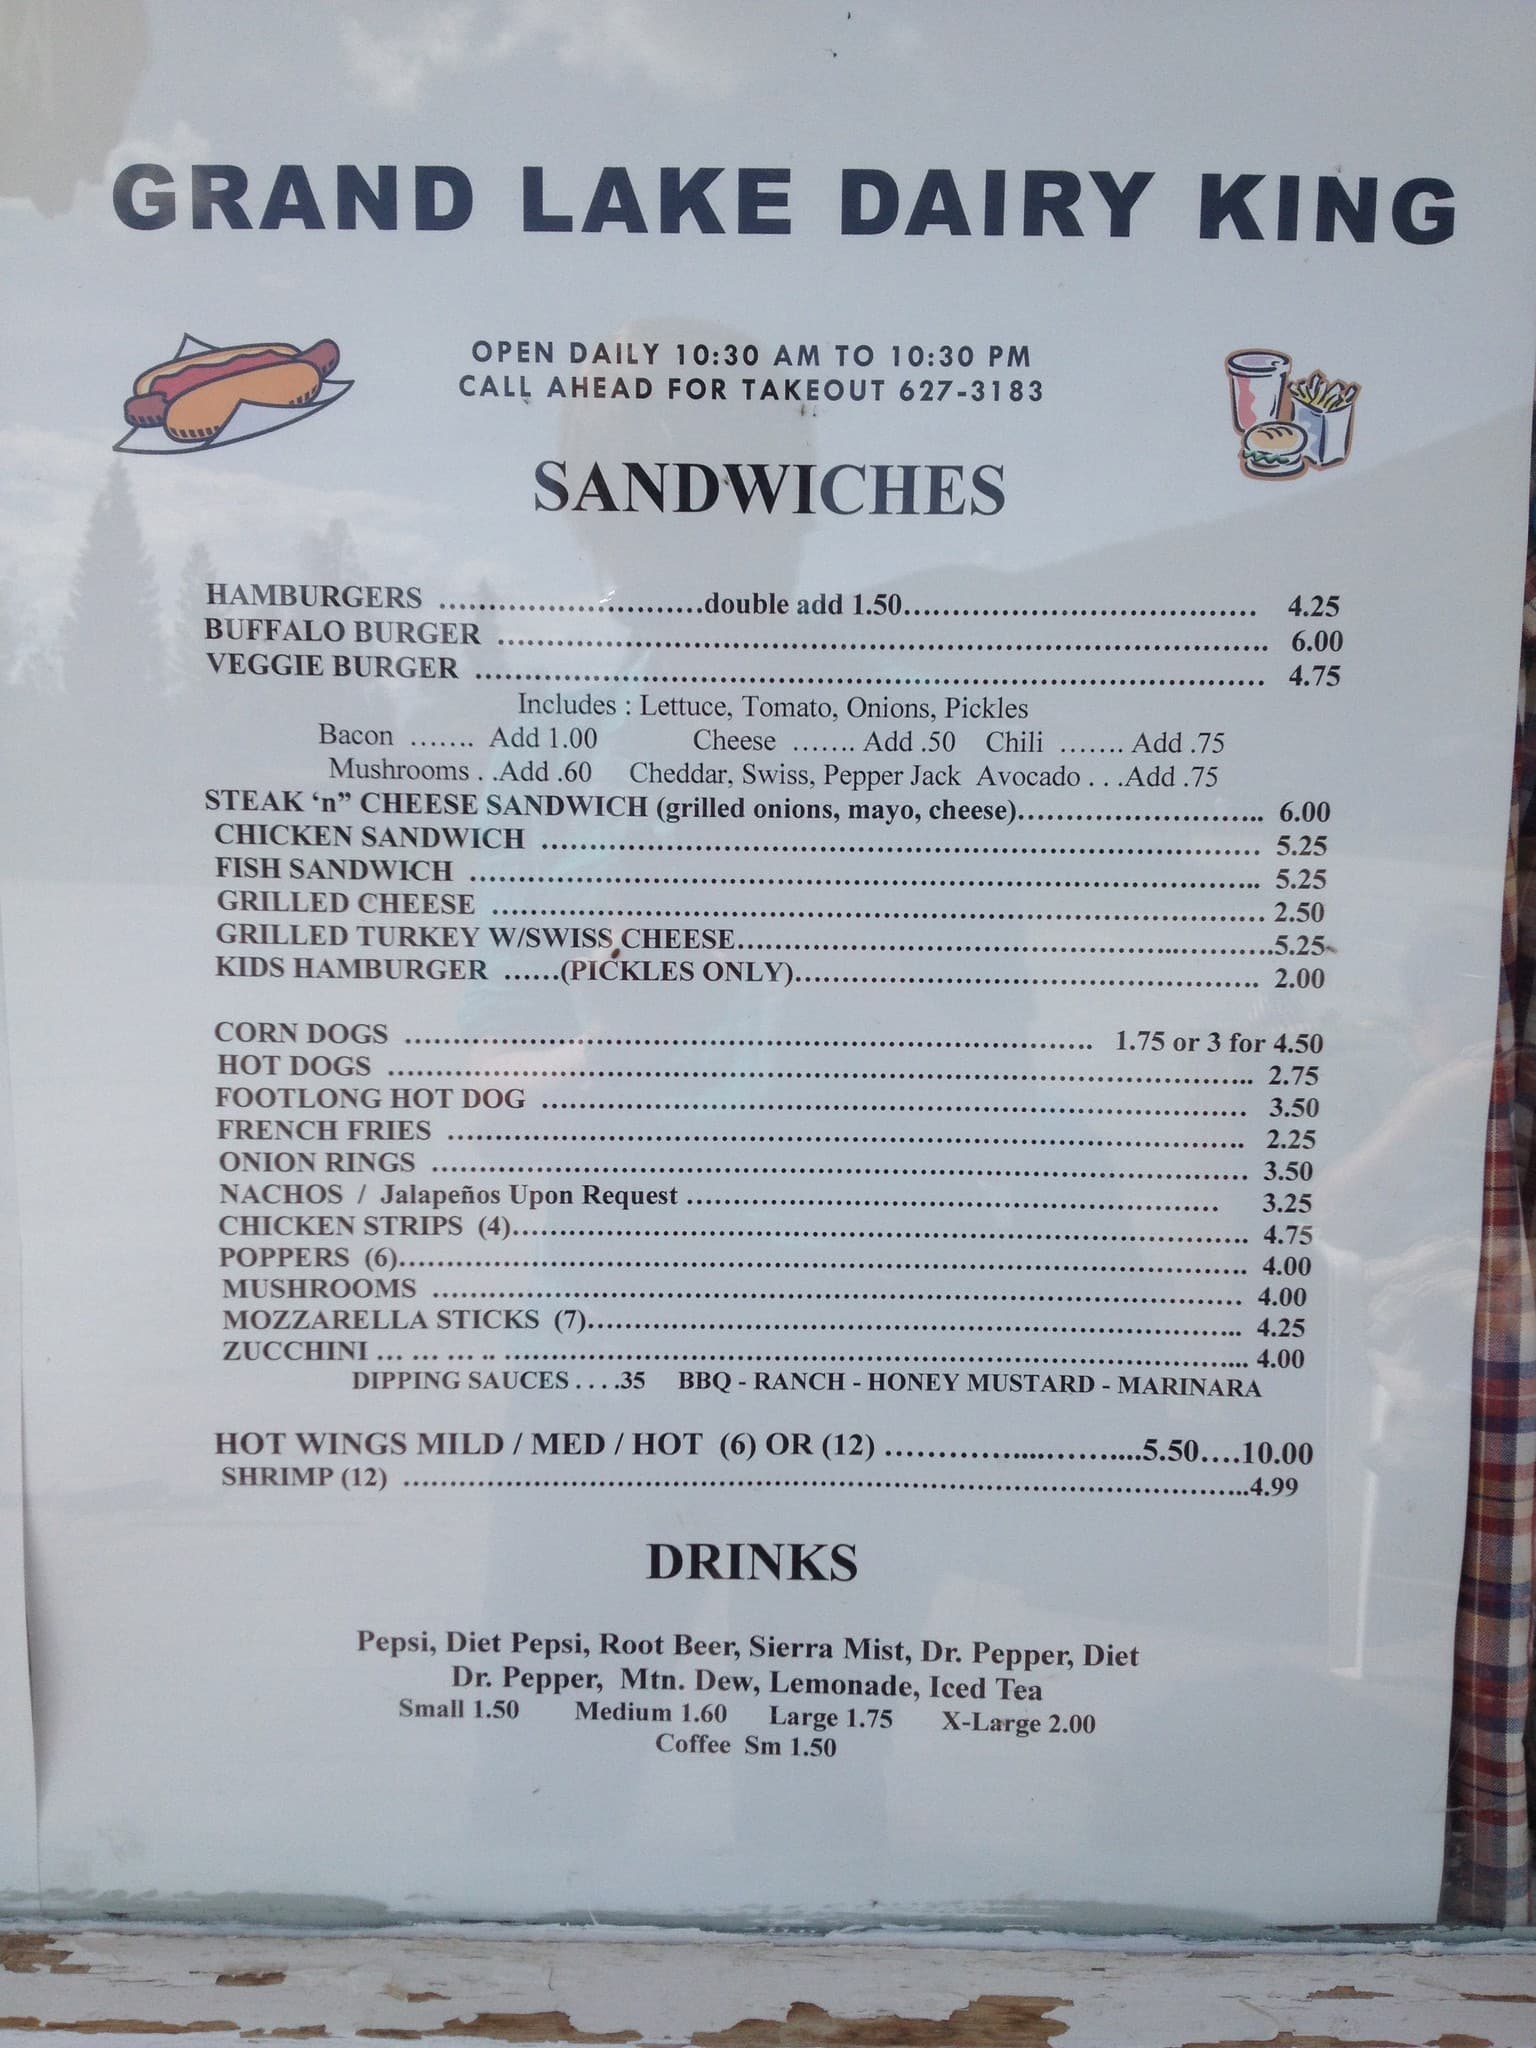 GRAND LAKE DAIRY KING
OPEN DAILY 10:30 AM TO 10:30 PM
CALL AHEAD FOR TAKEOUT 627-3183
SANDWICHES
HAMBURGERS ...........................double add 1.50.................................... 4.25
BUFFALO BURGER ................................................................................ 6.00
VEGGIE BURGER .................................................................................. 4.75
Includes : Lettuce, Tomato, Onions, Pickles
Bacon ....... Add 1.00 Cheese ....... Add .50 Chili ....... Add .75
Mushrooms . .Add .60 Cheddar, Swiss, Pepper Jack Avocado . . .Add .75
STEAK ‘n” CHEESE SANDWICH (grilled onions, mayo, cheese)......................... 6.00
CHICKEN SANDWICH .......................................................................... 5.25
FISH SANDWICH .................................................................................. 5.25
GRILLED CHEESE ................................................................................ 2.50
GRILLED TURKEY W/SWISS CHEESE.......................................................5.25
KIDS HAMBURGER ......(PICKLES ONLY)................................................ 2.00
CORN DOGS ....................................................................... 1.75 or 3 for 4.50
HOT DOGS ......................................................................................... 2.75
FOOTLONG HOT DOG ......................................................................... 3.50
FRENCH FRIES .................................................................................. 2.25
ONION RINGS .................................................................................... 3.50
NACHOS / Jalapeños Upon Request ....................................................... 3.25
CHICKEN STRIPS (4)............................................................................ 4.75
POPPERS (6)....................................................................................... 4.00
MUSHROOMS .................................................................................... 4.00
MOZZARELLA STICKS (7)................................................................... 4.25
ZUCCHINI ... ... ... .. ........................................................................... 4.00
DIPPING SAUCES . . . .35 BBQ - RANCH - HONEY MUSTARD - MARINARA
HOT WINGS MILD / MED / HOT (6) OR (12) ..........................5.50....10.00
SHRIMP (12) .......................................................................................4.99
DRINKS
Pepsi, Diet Pepsi, Root Beer, Sierra Mist, Dr. Pepper, Diet
Dr. Pepper, Mtn. Dew, Lemonade, Iced Tea
Small 1.50 Medium 1.60 Large 1.75 X-Large 2.00
Coffee Sm 1.50